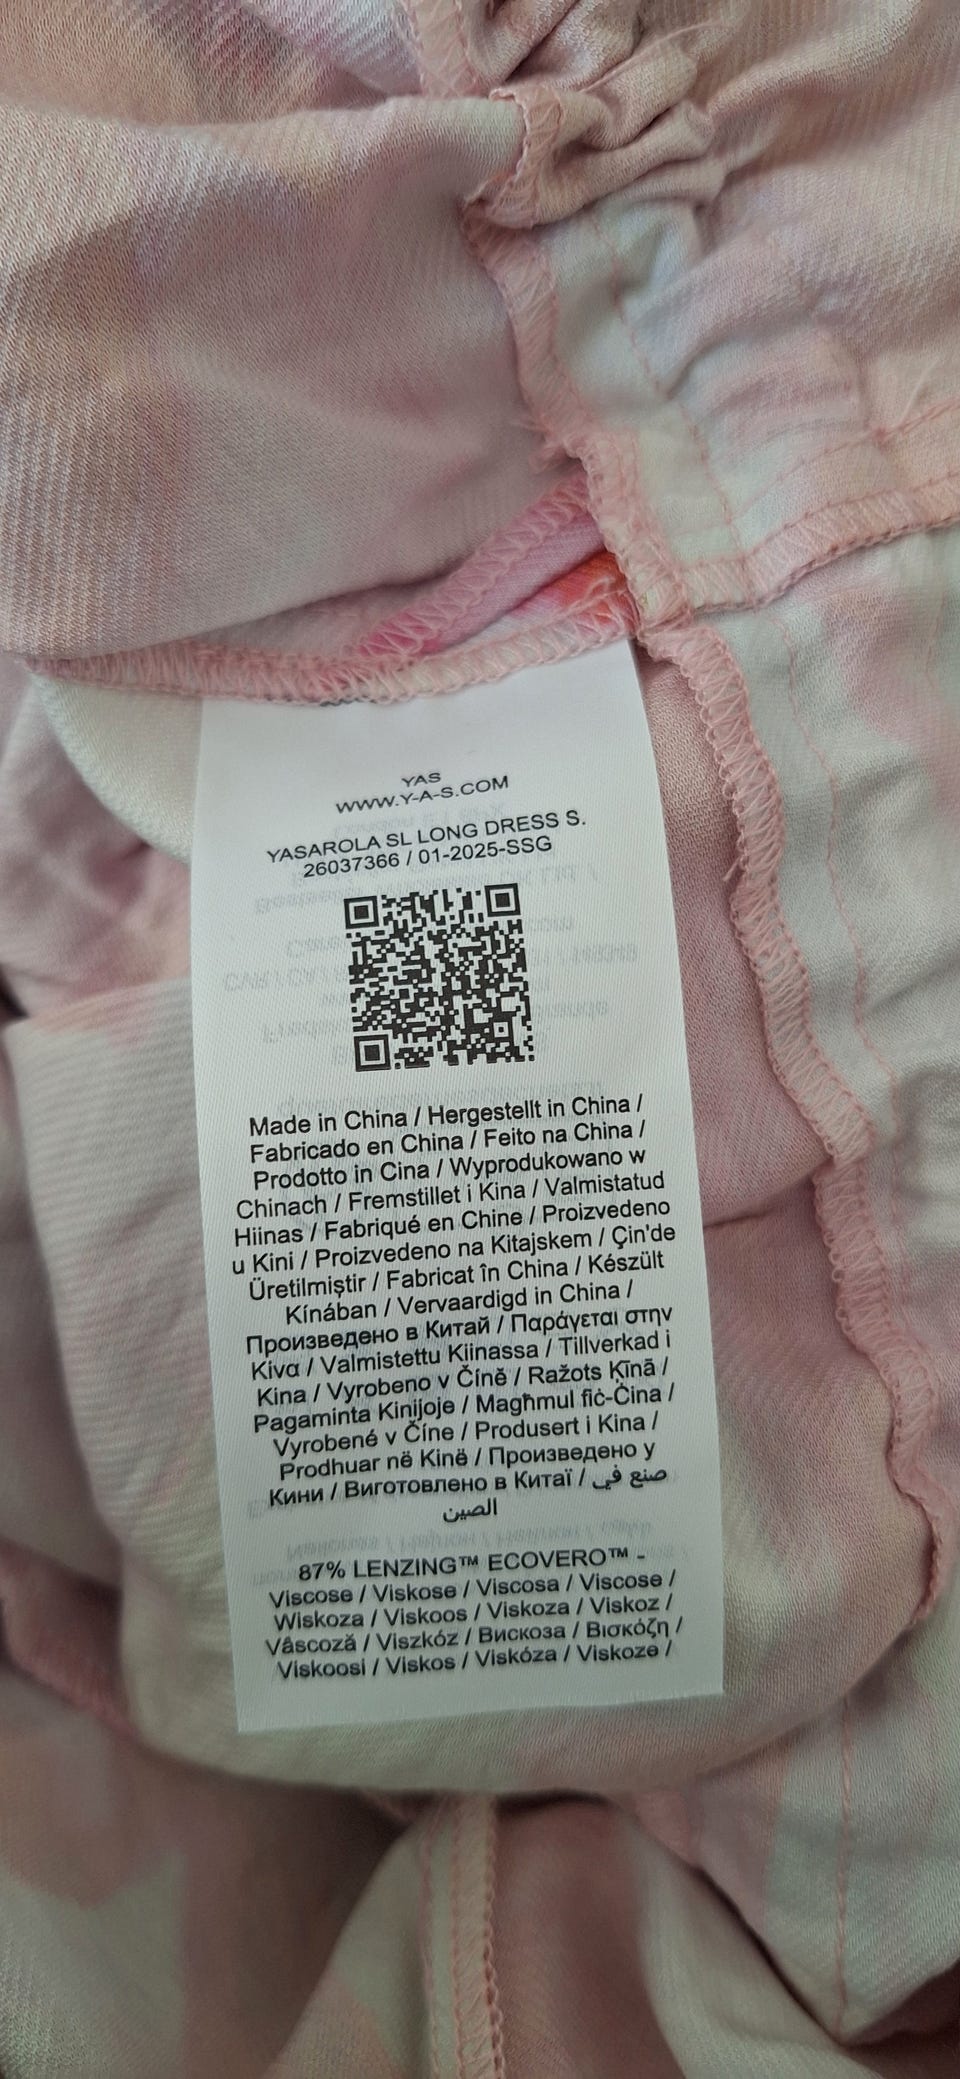 YAS
WWW.Y-A-S.COM
YASAROLA SL LONG DRESS S.
26037366 / 01-2025-SSG
Made in China / Hergestellt in China /
Fabricado en China / Feito na China /
Prodotto in Cina / Wyprodukowano w
Chinach / Fremstillet i Kina / Valmistatud
Hiinas / Fabriqué en Chine / Proizvedeno
u Kini / Proizvedeno na Kitajskem / Çin'de
Üretilmiştir / Fabricat în China / Készült
Kínában / Vervaardigd in China /
Произведено в Китай / Παράγεται στην
Κίνα / Valmistettu Kiinassa / Tillverkad i
Kina / Vyrobeno v Číně / Ražots Ķīnā /
Pagaminta Kinijoje / Magħmul fiċ-Ċina /
Vyrobené v Číne / Produsert i Kina /
Prodhuar në Kinë / Произведено у
Кини / Виготовлено в Китаї / صنع في
الصين
87% LENZING™ ECOVERO™ -
Viscose / Viskose / Viscosa / Viscose /
Wiskoza / Viskoos / Viskoza / Viskoz /
Vâscoză / Viszkóz / Вискоза / Βισκόζη /
Viskoosi / Viskos / Viskóza / Viskoze /